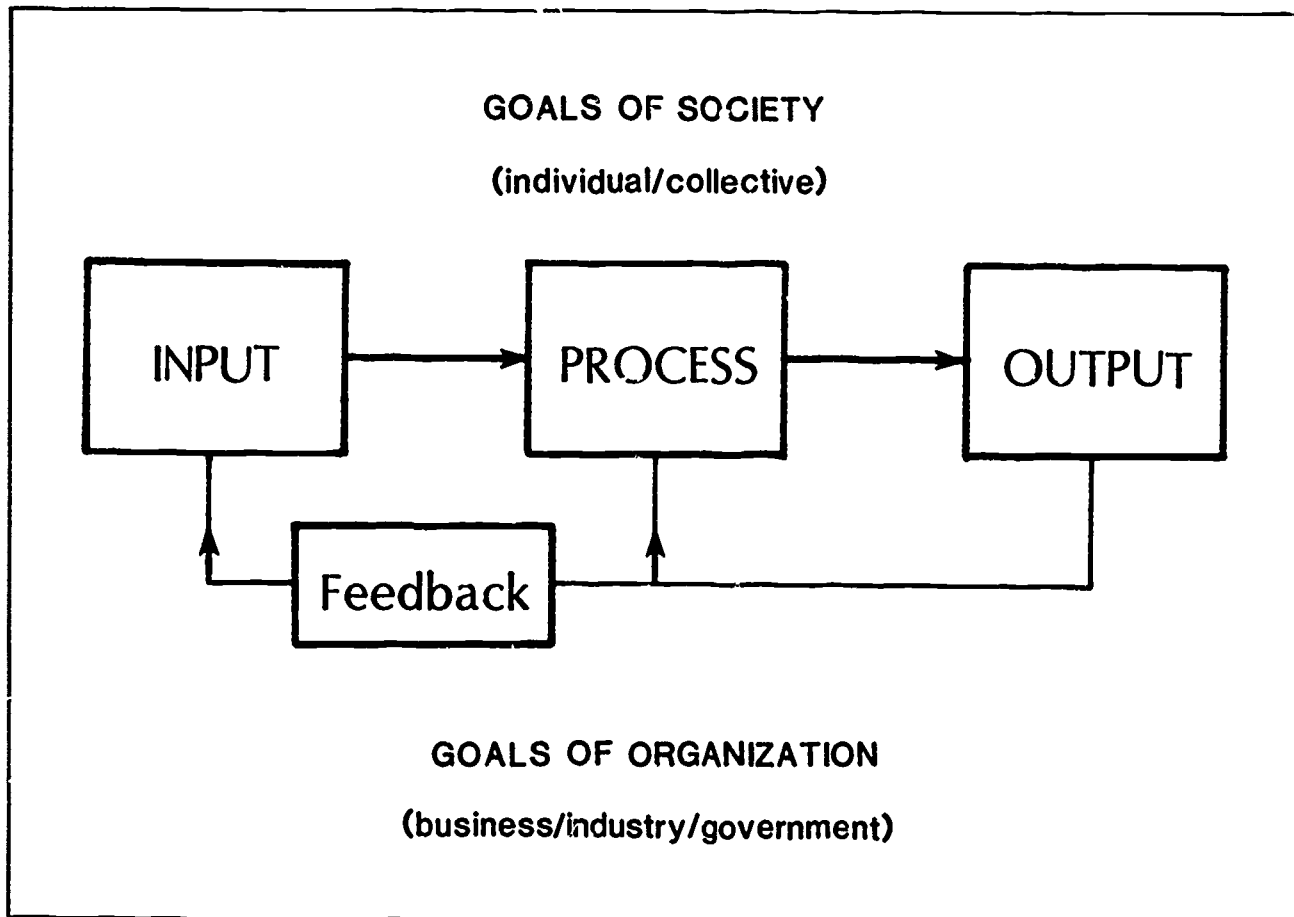 GOALS OF SOCIETY
(individual/collective)
INPUT
PROCESS
OUTPUT
Feedback
GOALS OF ORGANIZATION
(business/industry/government)